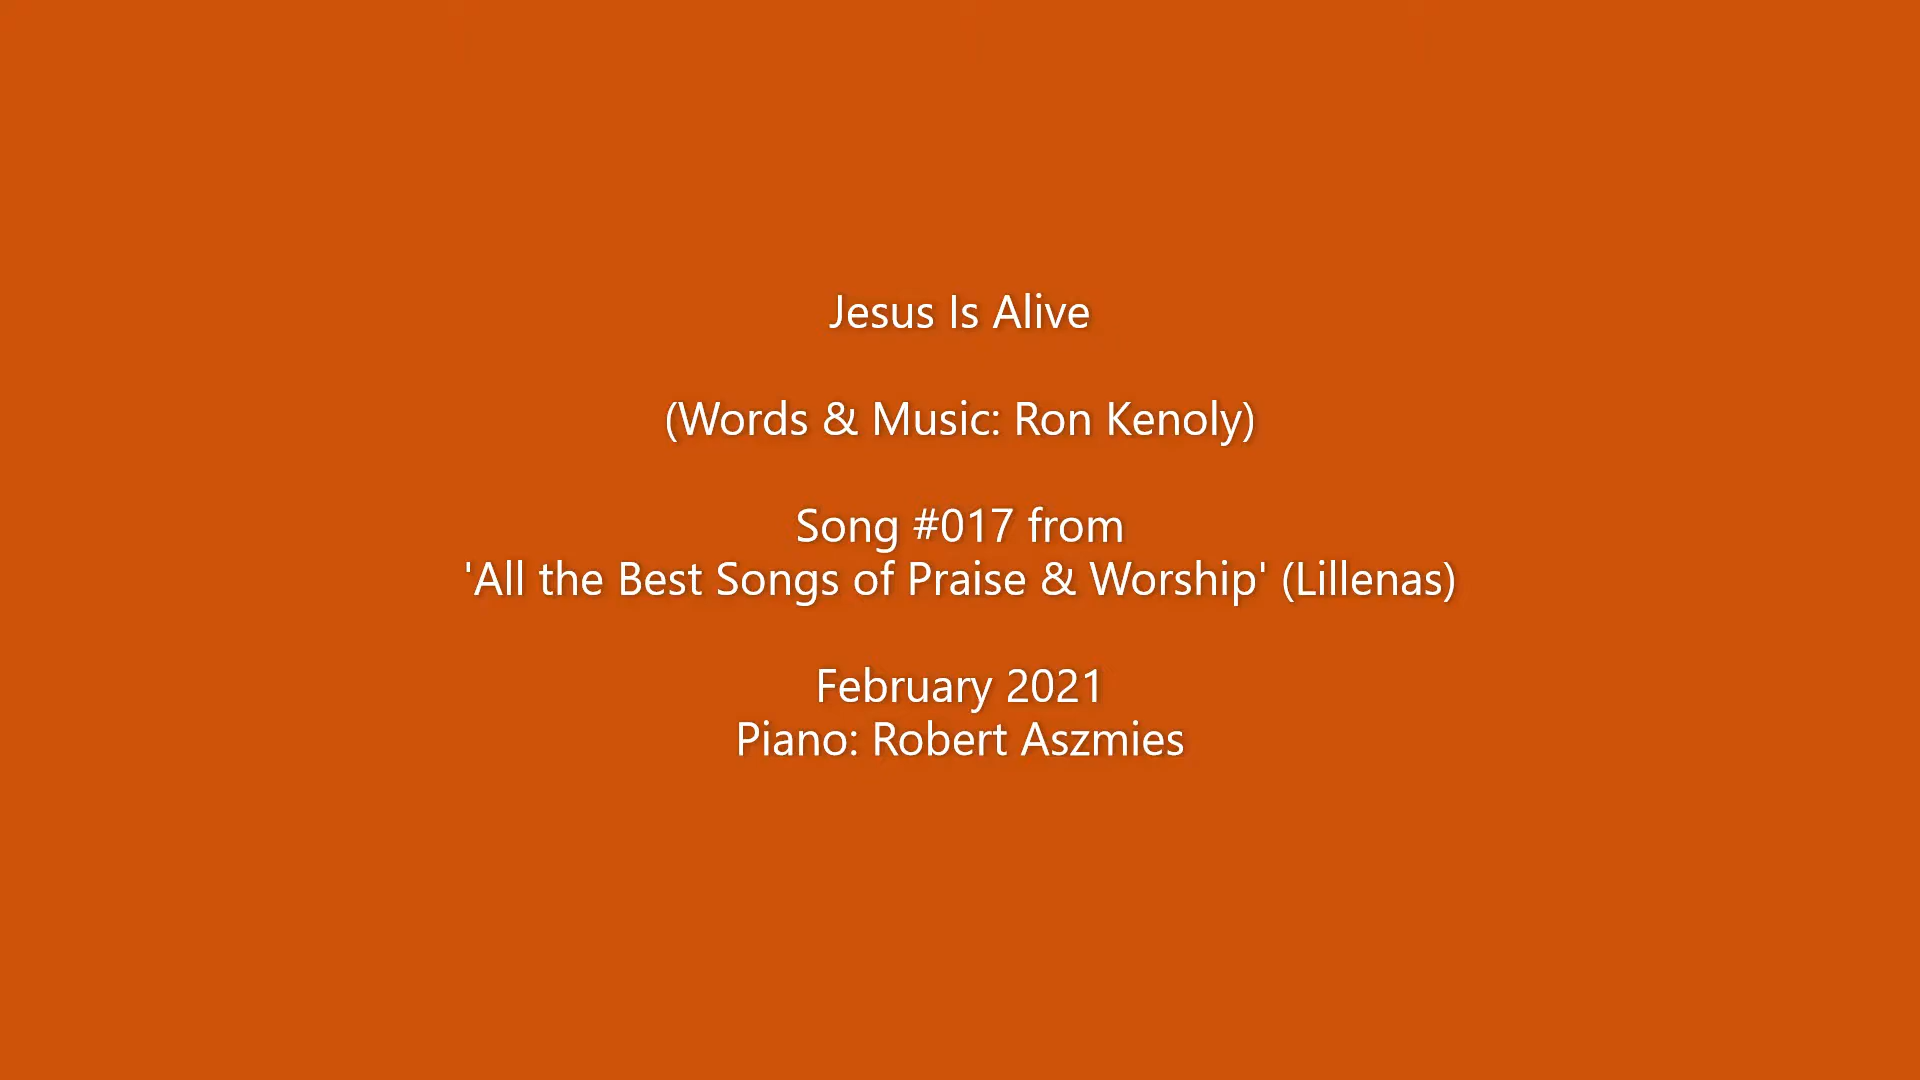 Jesus Is Alive
(Words & Music: Ron Kenoly)
Song #017 from
'All the Best Songs of Praise & Worship' (Lillenas)
February 2021
Piano: Robert Aszmies